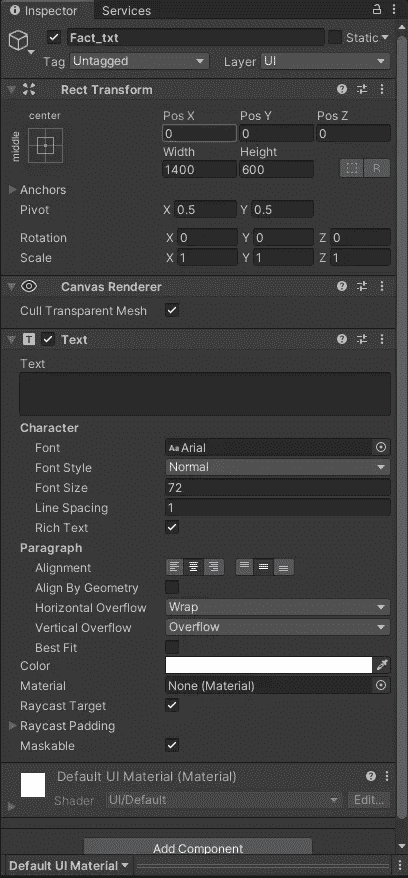 Inspector Services
Fact_txt Static
Tag Untagged Layer UI
Rect Transform
center Pos X Pos Y Pos Z
middle 0 0 0
Width Height
1400 600 R
Anchors
Pivot X 0.5 Y 0.5
Rotation X 0 Y 0 Z 0
Scale X 1 Y 1 Z 1
Canvas Renderer
Cull Transparent Mesh
T Text
Text
Character
Font Aa Arial
Font Style Normal
Font Size 72
Line Spacing 1
Rich Text
Paragraph
Alignment
Align By Geometry
Horizontal Overflow Wrap
Vertical Overflow Overflow
Best Fit
Color
Material None (Material)
Raycast Target
Raycast Padding
Maskable
Default UI Material (Material)
Shader UI/Default Edit...
Add Component
Default UI Material